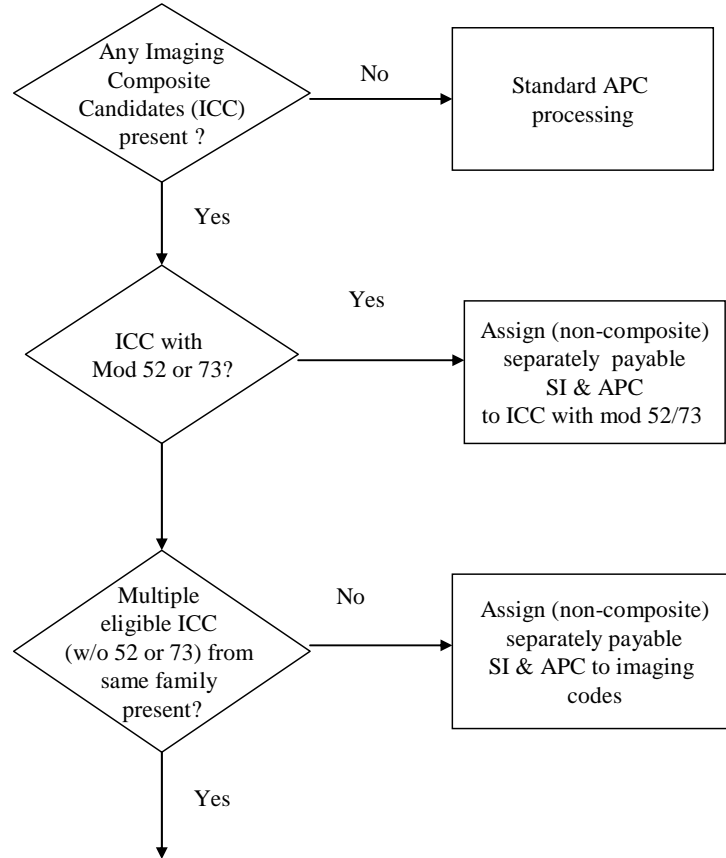 Any Imaging
Composite
Candidates (ICC)
present ?
No
Standard APC
processing
Yes
ICC with
Mod 52 or 73?
Yes
Assign (non-composite)
separately payable
SI & APC
to ICC with mod 52/73
Multiple
eligible ICC
(w/o 52 or 73) from
same family
present?
No
Assign (non-composite)
separately payable
SI & APC to imaging
codes
Yes